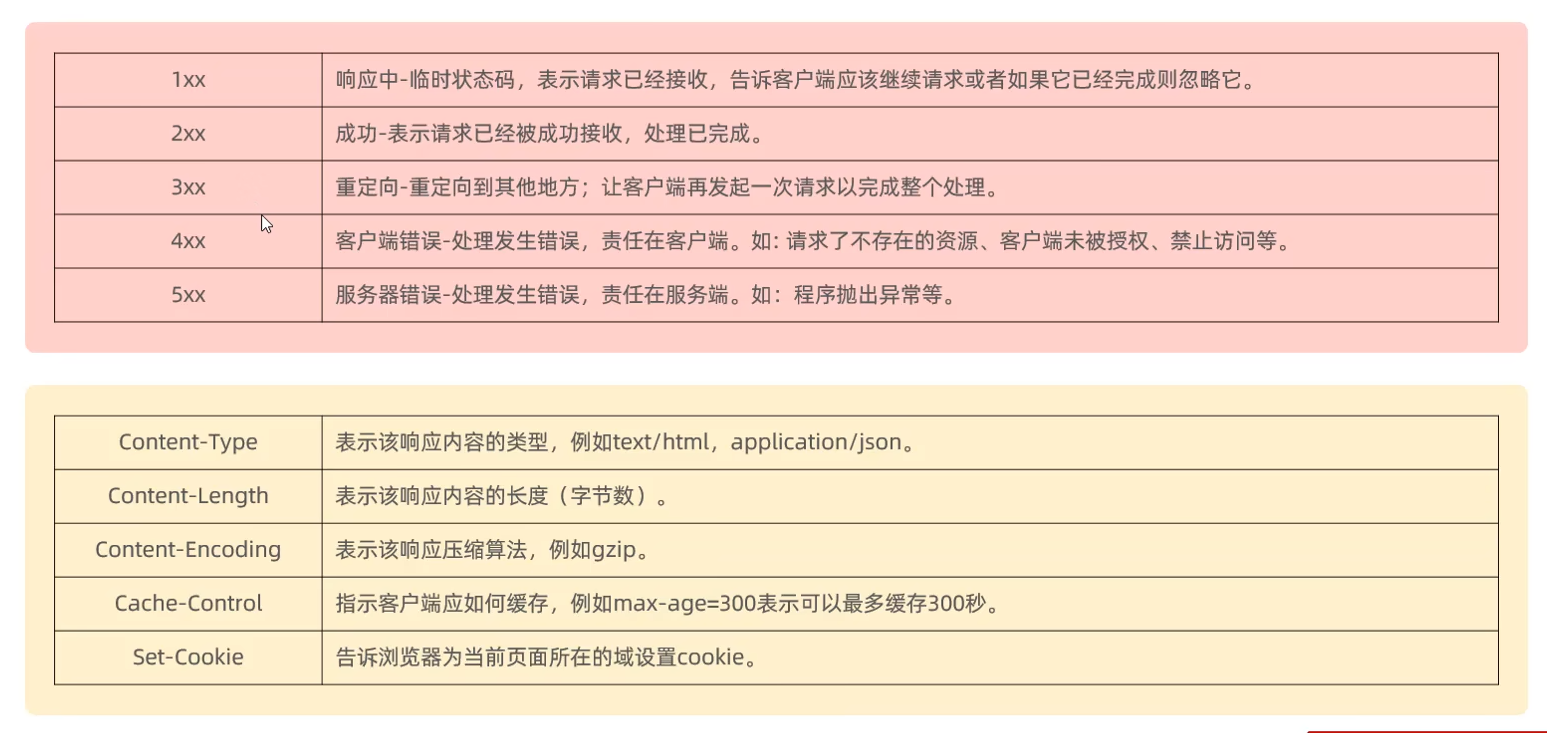 1xx 响应中-临时状态码，表示请求已经接收，告诉客户端应该继续请求或者如果它已经完成则忽略它。
2xx 成功-表示请求已经被成功接收，处理已完成。
3xx 重定向-重定向到其他地方；让客户端再发起一次请求以完成整个处理。
4xx 客户端错误-处理发生错误，责任在客户端。如: 请求了不存在的资源、客户端未被授权、禁止访问等。
5xx 服务器错误-处理发生错误，责任在服务端。如：程序抛出异常等。
Content-Type 表示该响应内容的类型，例如text/html，application/json。
Content-Length 表示该响应内容的长度（字节数）。
Content-Encoding 表示该响应压缩算法，例如gzip。
Cache-Control 指示客户端应如何缓存，例如max-age=300表示可以最多缓存300秒。
Set-Cookie 告诉浏览器为当前页面所在的域设置cookie。